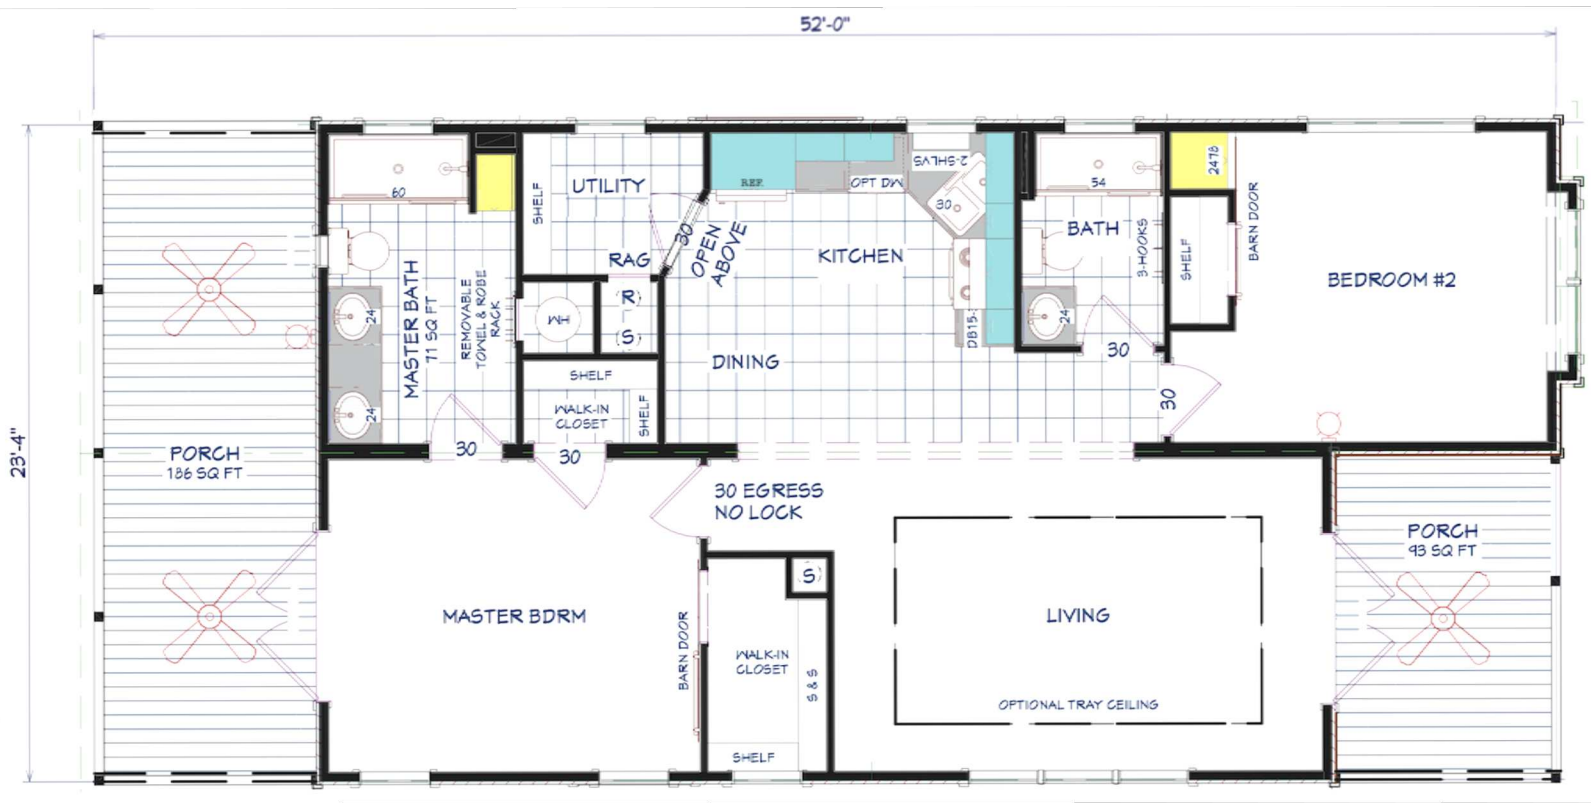 52'-0"
23'-4"
60
SHELF
UTILITY
REF.
OPT DW
2-SHLVS
30
54
2478
BARN DOOR
30
OPEN
ABOVE
KITCHEN
BATH
3-HOOKS
SHELF
RAG
BEDROOM #2
MASTER BATH
71 SQ FT
REMOVABLE
TOWEL & ROBE
RACK
24
WH
R
S
DB15-
24
30
DINING
SHELF
WALK-IN
CLOSET
SHELF
24
30
30
30
PORCH
186 SQ FT
30 EGRESS
NO LOCK
PORCH
93 SQ FT
S
MASTER BDRM
BARN DOOR
WALK-IN
CLOSET
S & S
LIVING
OPTIONAL TRAY CEILING
SHELF